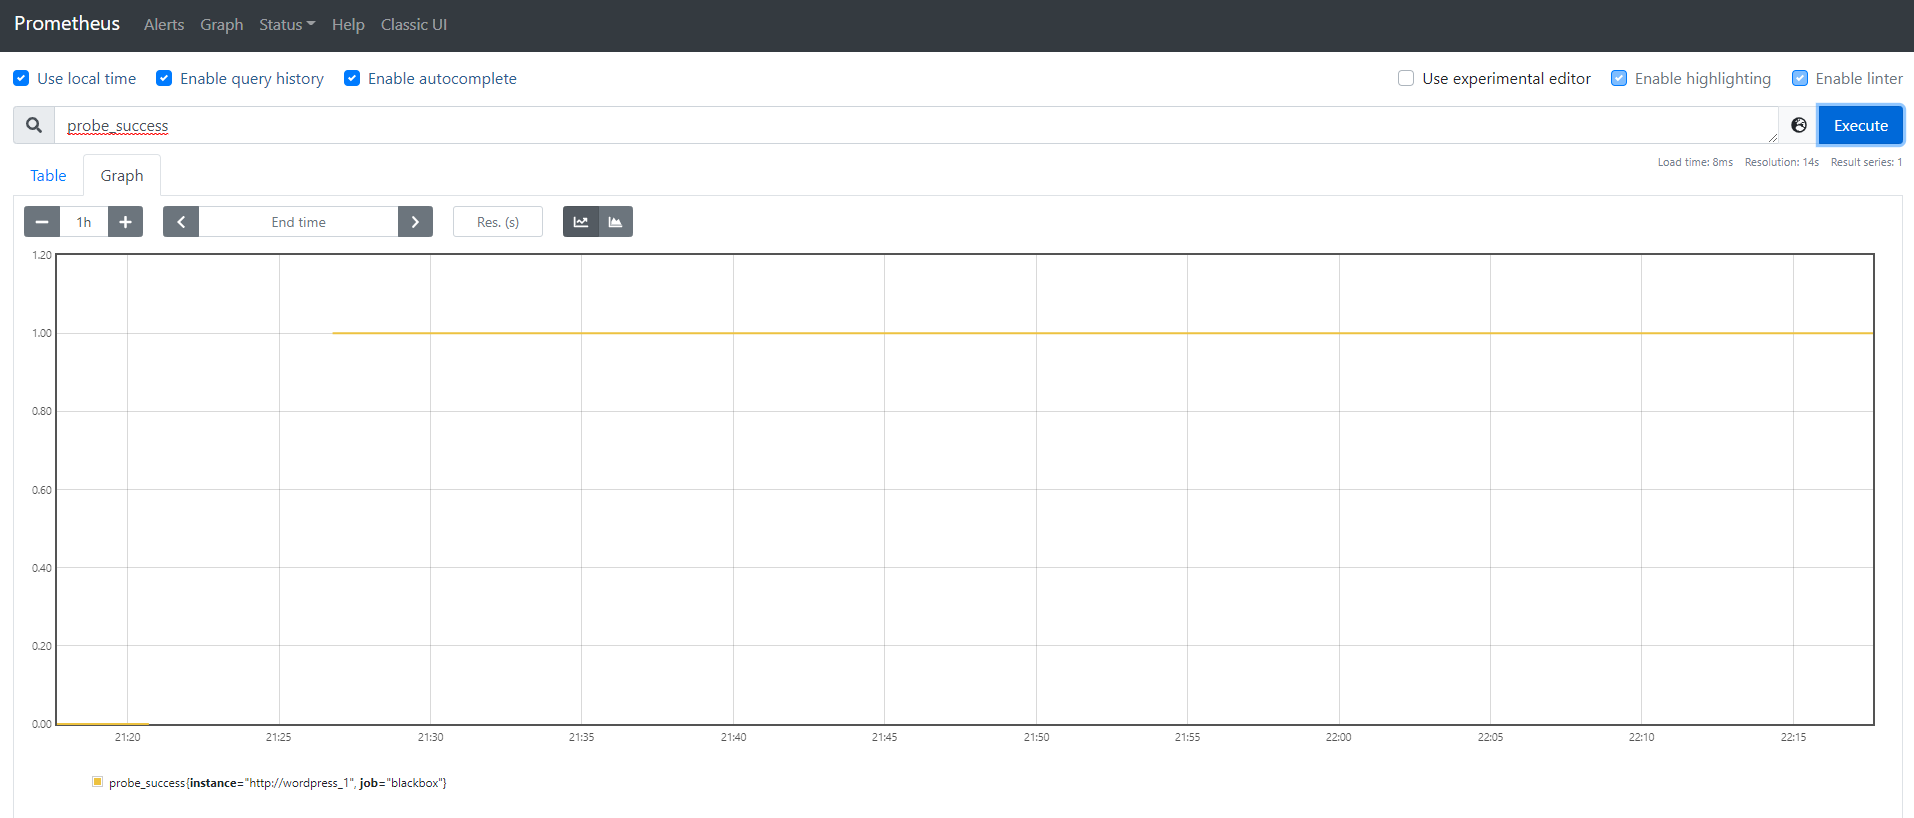 Prometheus Alerts Graph Status Help Classic UI
Use local time Enable query history Enable autocomplete Use experimental editor Enable highlighting Enable linter
probe_success Execute
Load time: 8ms Resolution: 14s Result series: 1
Table Graph
1h End time Res. (s)
1.20
1.00
0.80
0.60
0.40
0.20
0.00
21:20 21:25 21:30 21:35 21:40 21:45 21:50 21:55 22:00 22:05 22:10 22:15
probe_success{instance="http://wordpress_1", job="blackbox"}